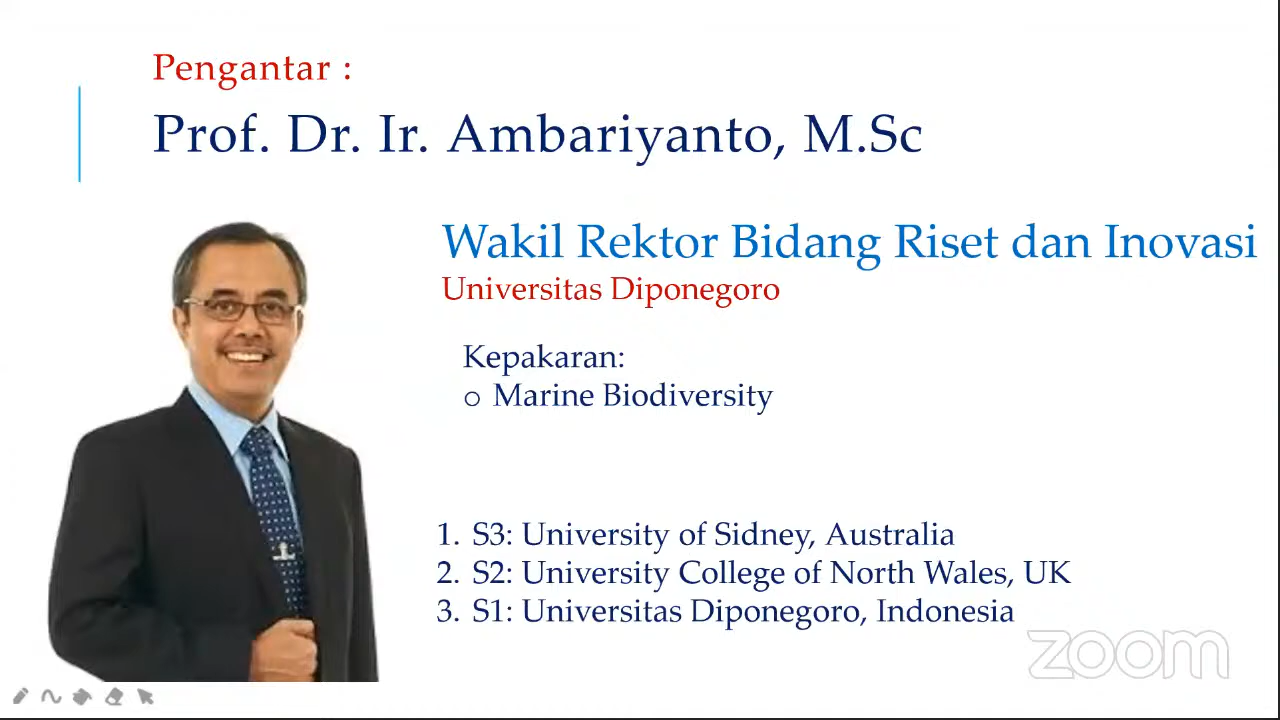 Pengantar :
Prof. Dr. Ir. Ambariyanto, M.Sc
Wakil Rektor Bidang Riset dan Inovasi
Universitas Diponegoro
Kepakaran:
o Marine Biodiversity
1. S3: University of Sidney, Australia
2. S2: University College of North Wales, UK
3. S1: Universitas Diponegoro, Indonesia
zoom